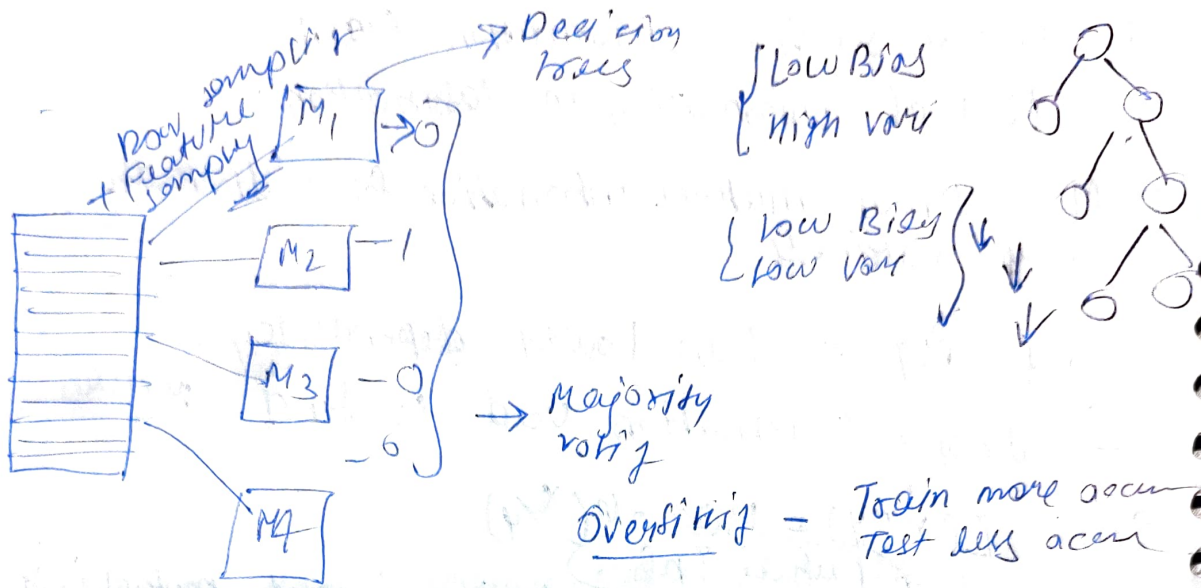 Row sampling
+ Feature
sampling
M1
→ 0
Decision
trees
M2
– 1
M3
– 0
– 0
M4
→ Majority
voting
Low Bias
High vari
Low Bias
Low vari
Overfitting – Train more accu
Test less accu